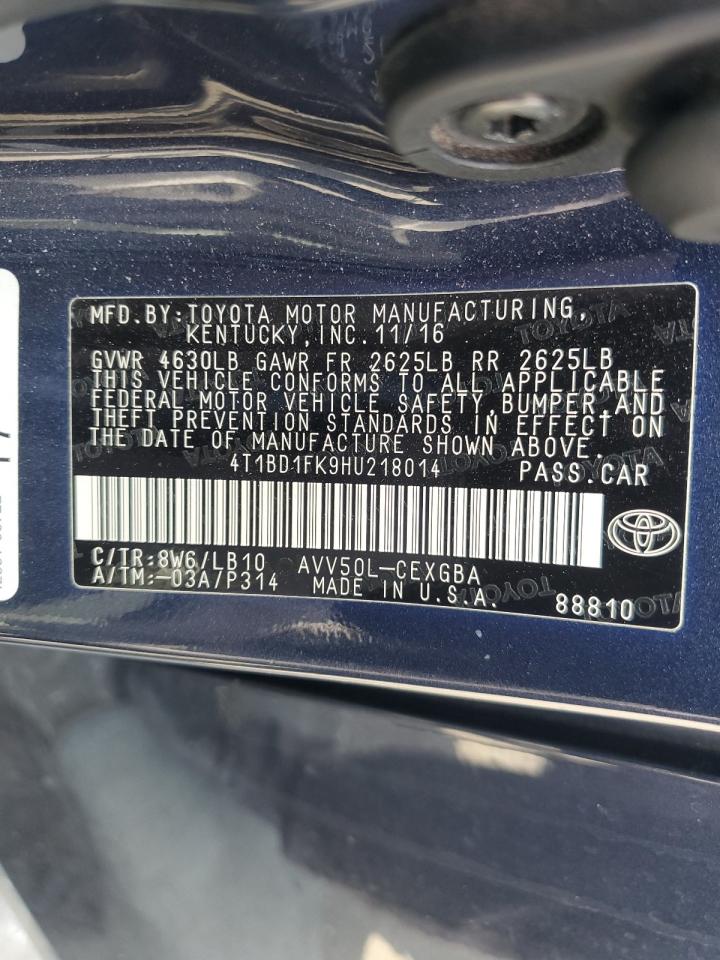 MFD.BY:TOYOTA MOTOR MANUFACTURING,
KENTUCKY,INC.11/16
GVWR 4630LB GAWR FR 2625LB RR 2625LB
THIS VEHICLE CONFORMS TO ALL APPLICABLE
FEDERAL MOTOR VEHICLE SAFETY,BUMPER,AND
THEFT PREVENTION STANDARDS IN EFFECT ON
THE DATE OF MANUFACTURE SHOWN ABOVE.
4T1BD1FK9HU218014 PASS.CAR
C/TR:8W6/LB10 AVV50L-CEXGBA
A/TM:-03A/P314 MADE IN U.S.A. 88810